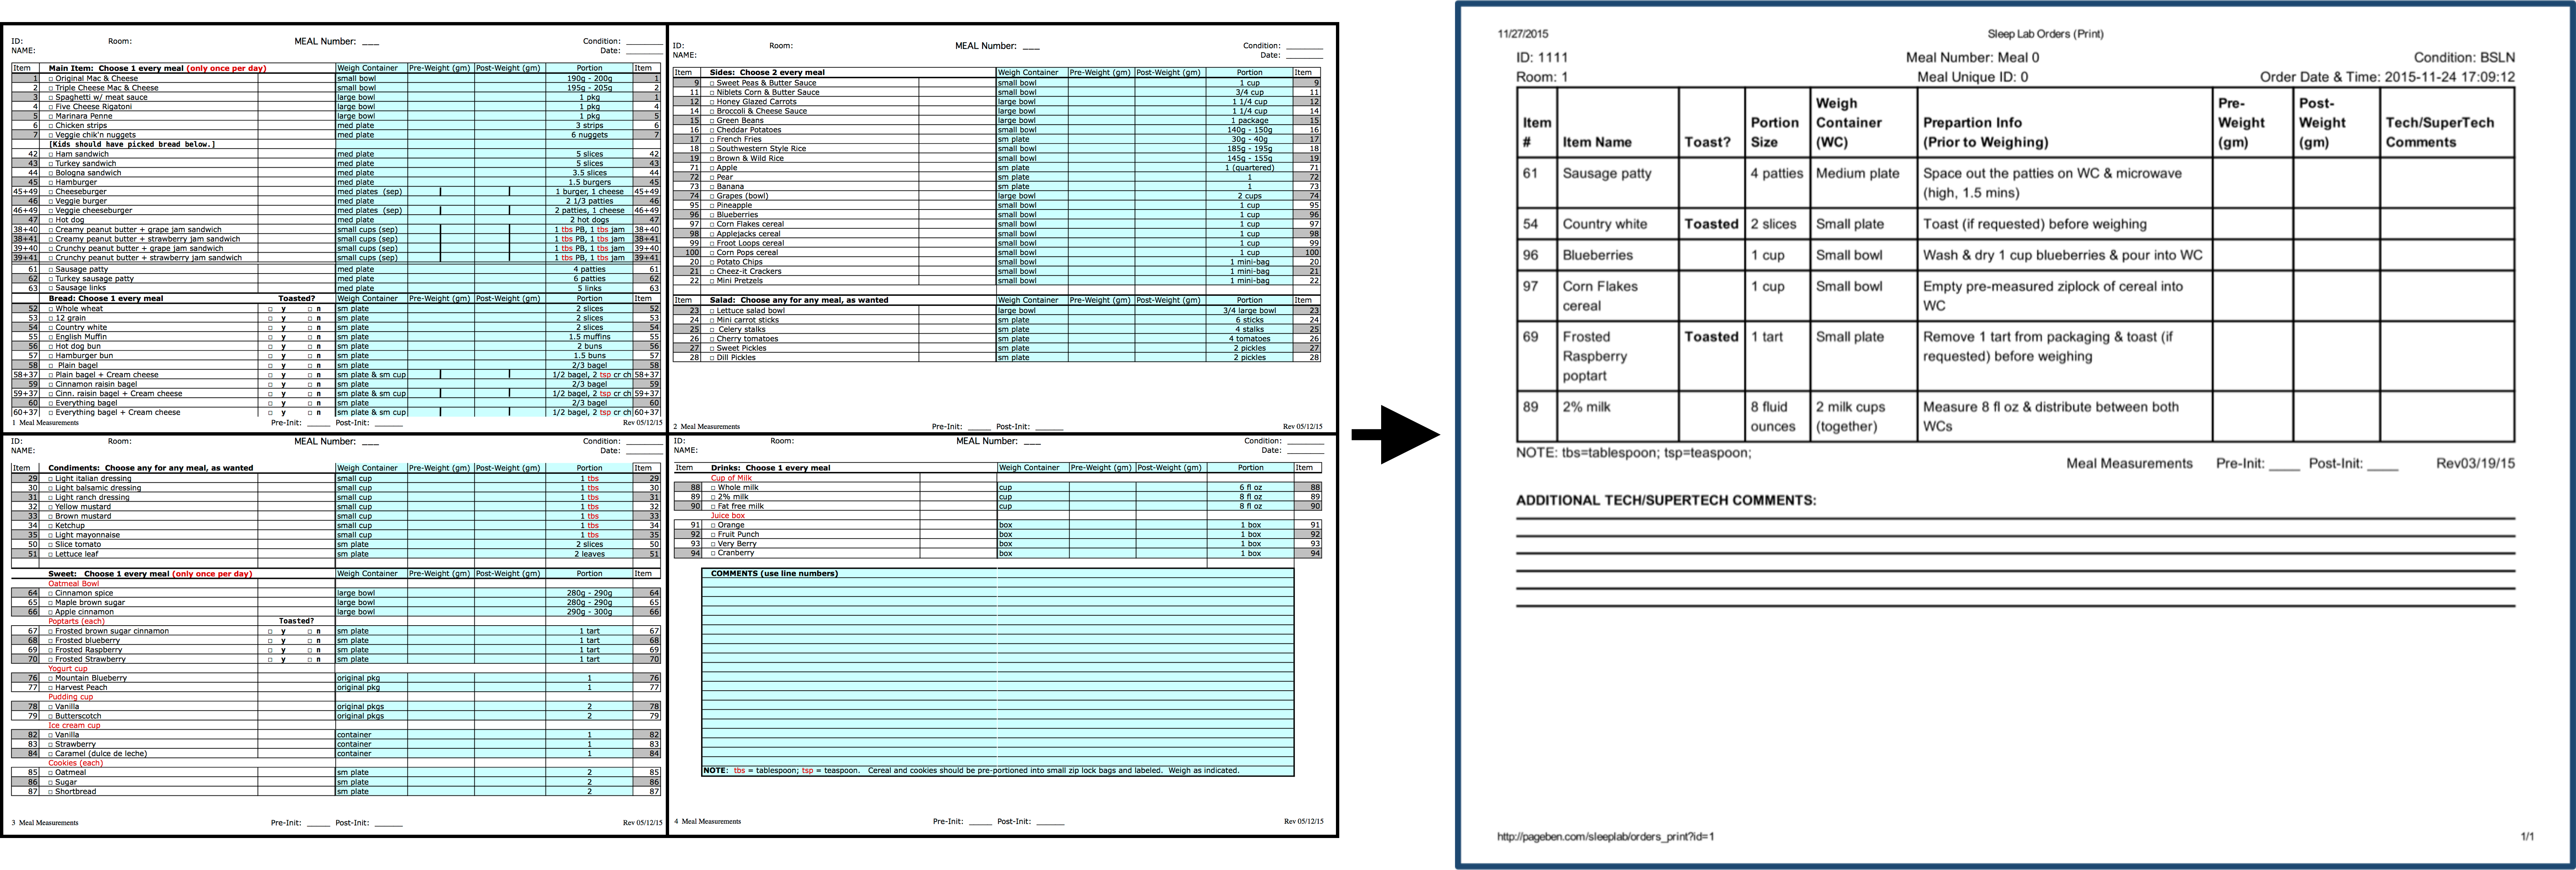 ID: Room: MEAL Number: ___ Condition: ________
NAME: Date: ________
Item Main Item: Choose 1 every meal (only once per day) Weigh Container Pre-Weight (gm) Post-Weight (gm) Portion Item
1 □ Original Mac & Cheese small bowl 190g - 200g 1
2 □ Triple Cheese Mac & Cheese small bowl 195g - 205g 2
3 □ Spaghetti w/ meat sauce large bowl 1 pkg 1
4 □ Five Cheese Rigatoni large bowl 1 pkg 4
5 □ Marinara Penne large bowl 1 pkg 5
6 □ Chicken strips med plate 3 strips 6
7 □ Veggie chik'n nuggets med plate 6 nuggets 7
[Kids should have picked bread below.]
42 □ Ham sandwich med plate 5 slices 42
43 □ Turkey sandwich med plate 5 slices 43
44 □ Bologna sandwich med plate 3.5 slices 44
45 □ Hamburger med plate 1.5 burgers 45
45+49 □ Cheeseburger med plates (sep) 1 burger, 1 cheese 45+49
46 □ Veggie burger med plate 2 1/3 patties 46
46+49 □ Veggie cheeseburger med plates (sep) 2 patties, 1 cheese 46+49
47 □ Hot dog med plate 2 hot dogs 47
38+40 □ Creamy peanut butter + grape jam sandwich small cups (sep) 1 tbs PB, 1 tbs jam 38+40
38+41 □ Creamy peanut butter + strawberry jam sandwich small cups (sep) 1 tbs PB, 1 tbs jam 38+41
39+40 □ Crunchy peanut butter + grape jam sandwich small cups (sep) 1 tbs PB, 1 tbs jam 39+40
39+41 □ Crunchy peanut butter + strawberry jam sandwich small cups (sep) 1 tbs PB, 1 tbs jam 39+41
61 □ Sausage patty med plate 4 patties 61
62 □ Turkey sausage patty med plate 6 patties 62
63 □ Sausage links med plate 5 links 63
Bread: Choose 1 every meal Toasted? Weigh Container Pre-Weight (gm) Post-Weight (gm) Portion Item
52 □ Whole wheat □ y □ n sm plate 2 slices 52
53 □ 12 grain □ y □ n sm plate 2 slices 53
54 □ Country white □ y □ n sm plate 2 slices 54
55 □ English Muffin □ y □ n sm plate 1.5 muffins 55
56 □ Hot dog bun □ y □ n sm plate 2 buns 56
57 □ Hamburger bun □ y □ n sm plate 1.5 buns 57
58 □ Plain bagel □ y □ n sm plate 2/3 bagel 58
58+37 □ Plain bagel + Cream cheese □ y □ n sm plate & sm cup 1/2 bagel, 2 tsp cr ch 58+37
59 □ Cinnamon raisin bagel □ y □ n sm plate 2/3 bagel 59
59+37 □ Cinn. raisin bagel + Cream cheese □ y □ n sm plate & sm cup 1/2 bagel, 2 tsp cr ch 59+37
60 □ Everything bagel □ y □ n sm plate 2/3 bagel 60
60+37 □ Everything bagel + Cream cheese □ y □ n sm plate & sm cup 1/2 bagel, 2 tsp cr ch 60+37
1 Meal Measurements Pre-Init: _____ Post-Init: ______ Rev 05/12/15
ID: Room: MEAL Number: ___ Condition: ________
NAME: Date: ________
Item Sides: Choose 2 every meal Weigh Container Pre-Weight (gm) Post-Weight (gm) Portion Item
9 □ Sweet Peas & Butter Sauce small bowl 1 cup 9
11 □ Niblets Corn & Butter Sauce small bowl 3/4 cup 11
12 □ Honey Glazed Carrots large bowl 1 1/4 cup 12
14 □ Broccoli & Cheese Sauce large bowl 1 1/4 cup 14
15 □ Green Beans large bowl 1 package 15
16 □ Cheddar Potatoes small bowl 140g - 150g 16
17 □ French Fries sm plate 30g - 40g 17
18 □ Southwestern Style Rice small bowl 185g - 195g 18
19 □ Brown & Wild Rice small bowl 145g - 155g 19
71 □ Apple sm plate 1 (quartered) 71
72 □ Pear sm plate 1 72
73 □ Banana sm plate 1 73
74 □ Grapes (bowl) large bowl 2 cups 74
95 □ Pineapple small bowl 1 cup 95
96 □ Blueberries small bowl 1 cup 96
97 □ Corn Flakes cereal small bowl 1 cup 97
98 □ Applejacks cereal small bowl 1 cup 98
99 □ Froot Loops cereal small bowl 1 cup 99
100 □ Corn Pops cereal small bowl 1 cup 100
20 □ Potato Chips small bowl 1 mini-bag 20
21 □ Cheez-it Crackers small bowl 1 mini-bag 21
22 □ Mini Pretzels small bowl 1 mini-bag 22
Item Salad: Choose any for any meal, as wanted Weigh Container Pre-Weight (gm) Post-Weight (gm) Portion Item
23 □ Lettuce salad bowl large bowl 3/4 large bowl 23
24 □ Mini carrot sticks sm plate 6 sticks 24
25 □ Celery stalks sm plate 4 stalks 25
26 □ Cherry tomatoes sm plate 4 tomatoes 26
27 □ Sweet Pickles sm plate 2 pickles 27
28 □ Dill Pickles sm plate 2 pickles 28
2 Meal Measurements Pre-Init: _____ Post-Init: ______ Rev 05/12/15
ID: Room: MEAL Number: ___ Condition: ________
NAME: Date: ________
Item Condiments: Choose any for any meal, as wanted Weigh Container Pre-Weight (gm) Post-Weight (gm) Portion Item
29 □ Light italian dressing small cup 1 tbs 29
30 □ Light balsamic dressing small cup 1 tbs 30
31 □ Light ranch dressing small cup 1 tbs 31
32 □ Yellow mustard small cup 1 tbs 32
33 □ Brown mustard small cup 1 tbs 33
34 □ Ketchup small cup 1 tbs 34
35 □ Light mayonnaise small cup 1 tbs 35
50 □ Slice tomato sm plate 2 slices 50
51 □ Lettuce leaf sm plate 2 leaves 51
Sweet: Choose 1 every meal (only once per day) Weigh Container Pre-Weight (gm) Post-Weight (gm) Portion Item
Oatmeal Bowl
64 □ Cinnamon spice large bowl 280g - 290g 64
65 □ Maple brown sugar large bowl 280g - 290g 65
66 □ Apple cinnamon large bowl 290g - 300g 66
Poptarts (each) Toasted?
67 □ Frosted brown sugar cinnamon □ y □ n sm plate 1 tart 67
68 □ Frosted blueberry □ y □ n sm plate 1 tart 68
69 □ Frosted Raspberry □ y □ n sm plate 1 tart 69
70 □ Frosted Strawberry □ y □ n sm plate 1 tart 70
Yogurt cup
76 □ Mountain Blueberry original pkg 1 76
77 □ Harvest Peach original pkg 1 77
Pudding cup
78 □ Vanilla original pkgs 2 78
79 □ Butterscotch original pkgs 2 79
Ice cream cup
82 □ Vanilla container 1 82
83 □ Strawberry container 1 83
84 □ Caramel (dulce de leche) container 1 84
Cookies (each)
85 □ Oatmeal sm plate 2 85
86 □ Sugar sm plate 2 86
87 □ Shortbread sm plate 2 87
3 Meal Measurements Pre-Init: _____ Post-Init: ______ Rev 05/12/15
ID: Room: MEAL Number: ___ Condition: ________
NAME: Date: ________
Item Drinks: Choose 1 every meal Weigh Container Pre-Weight (gm) Post-Weight (gm) Portion Item
Cup of Milk
88 □ Whole milk cup 6 fl oz 88
89 □ 2% milk cup 8 fl oz 89
90 □ Fat free milk cup 8 fl oz 90
Juice box
91 □ Orange box 1 box 91
92 □ Fruit Punch box 1 box 92
93 □ Very Berry box 1 box 93
94 □ Cranberry box 1 box 94
COMMENTS (use line numbers)
NOTE: tbs = tablespoon; tsp = teaspoon. Cereal and cookies should be pre-portioned into small zip lock bags and labeled. Weigh as indicated.
4 Meal Measurements Pre-Init: _____ Post-Init: ______ Rev 05/12/15
11/27/2015 Sleep Lab Orders (Print)
ID: 1111 Meal Number: Meal 0 Condition: BSLN
Room: 1 Meal Unique ID: 0 Order Date & Time: 2015-11-24 17:09:12
Item # Item Name Toast? Portion Size Weigh Container (WC) Prepartion Info (Prior to Weighing) Pre-Weight (gm) Post-Weight (gm) Tech/SuperTech Comments
61 Sausage patty 4 patties Medium plate Space out the patties on WC & microwave
(high, 1.5 mins)
54 Country white Toasted 2 slices Small plate Toast (if requested) before weighing
96 Blueberries 1 cup Small bowl Wash & dry 1 cup blueberries & pour into WC
97 Corn Flakes 1 cup Small bowl Empty pre-measured ziplock of cereal into
cereal WC
69 Frosted Toasted 1 tart Small plate Remove 1 tart from packaging & toast (if
Raspberry requested) before weighing
poptart
89 2% milk 8 fluid 2 milk cups Measure 8 fl oz & distribute between both
ounces (together) WCs
NOTE: tbs=tablespoon; tsp=teaspoon;
Meal Measurements Pre-Init: ____ Post-Init: ____ Rev03/19/15
ADDITIONAL TECH/SUPERTECH COMMENTS:
http://pageben.com/sleeplab/orders_print?id=1 1/1